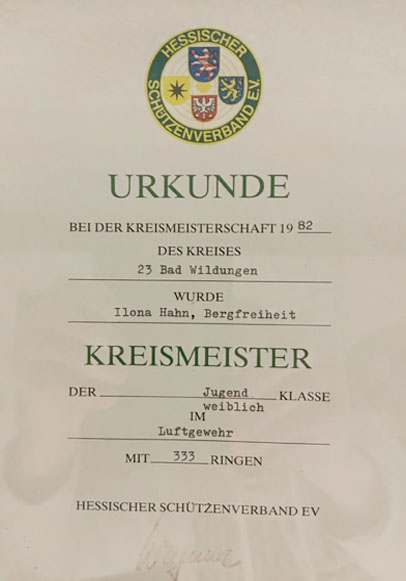 HESSISCHER
SCHÜTZENVERBAND E.V.
URKUNDE
BEI DER KREISMEISTERSCHAFT 19 82
DES KREISES
23 Bad Wildungen
WURDE
Ilona Hahn, Bergfreiheit
KREISMEISTER
DER Jugend KLASSE
weiblich
IM
Luftgewehr
MIT 333 RINGEN
HESSISCHER SCHÜTZENVERBAND EV